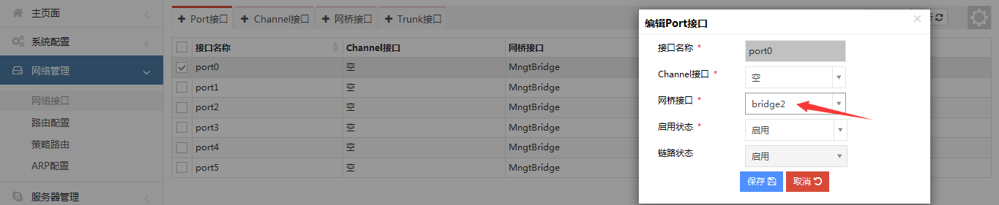 主页面
系统配置
网络管理
网络接口
路由配置
策略路由
ARP配置
服务器管理
Port接口 Channel接口 网桥接口 Trunk接口
接口名称 Channel接口 网桥接口
port0 空 MngtBridge
port1 空 MngtBridge
port2 空 MngtBridge
port3 空 MngtBridge
port4 空 MngtBridge
port5 空 MngtBridge
编辑Port接口
接口名称 * port0
Channel接口 * 空
网桥接口 * bridge2
启用状态 * 启用
链路状态 启用
保存 取消